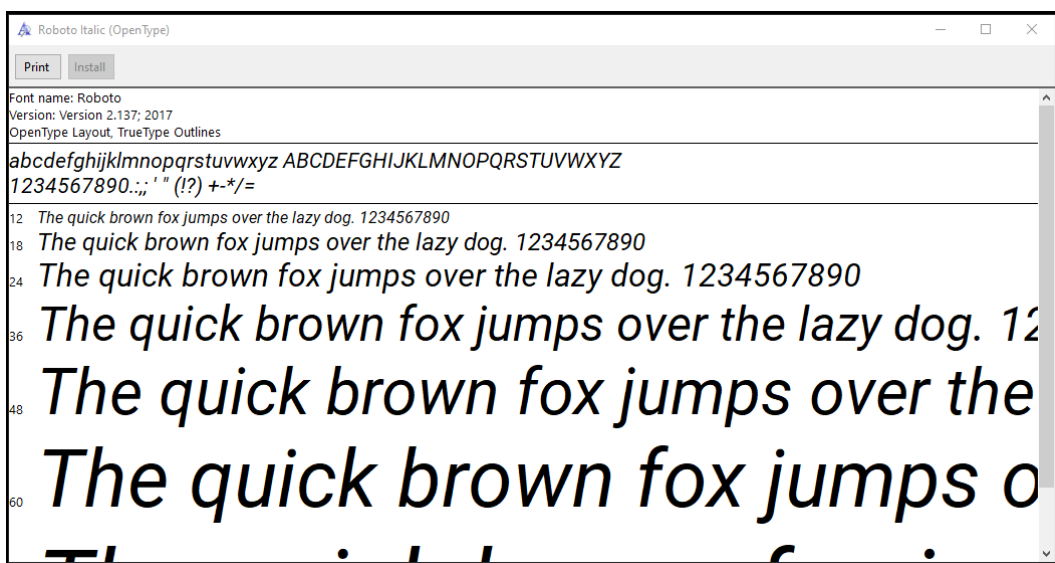 Roboto Italic (OpenType)
Print Install
Font name: Roboto
Version: Version 2.137; 2017
OpenType Layout, TrueType Outlines
abcdefghijklmnopqrstuvwxyz ABCDEFGHIJKLMNOPQRSTUVWXYZ
1234567890.:,; ' " (!?) +-*/=
12 The quick brown fox jumps over the lazy dog. 1234567890
18 The quick brown fox jumps over the lazy dog. 1234567890
24 The quick brown fox jumps over the lazy dog. 1234567890
36 The quick brown fox jumps over the lazy dog. 12
48 The quick brown fox jumps over the
60 The quick brown fox jumps o